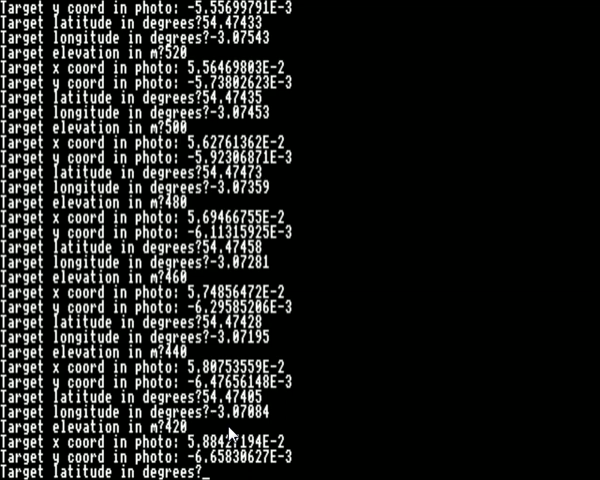 Target y coord in photo: -5.55699791E-3
Target latitude in degrees?54.47433
Target longitude in degrees?-3.07543
Target elevation in m?520
Target x coord in photo: 5.56469803E-2
Target y coord in photo: -5.73802623E-3
Target latitude in degrees?54.47435
Target longitude in degrees?-3.07453
Target elevation in m?500
Target x coord in photo: 5.62761362E-2
Target y coord in photo: -5.92306871E-3
Target latitude in degrees?54.47473
Target longitude in degrees?-3.07359
Target elevation in m?480
Target x coord in photo: 5.69466755E-2
Target y coord in photo: -6.11315925E-3
Target latitude in degrees?54.47458
Target longitude in degrees?-3.07281
Target elevation in m?460
Target x coord in photo: 5.74856472E-2
Target y coord in photo: -6.29585206E-3
Target latitude in degrees?54.47428
Target longitude in degrees?-3.07195
Target elevation in m?440
Target x coord in photo: 5.80753559E-2
Target y coord in photo: -6.47656148E-3
Target latitude in degrees?54.47405
Target longitude in degrees?-3.07084
Target elevation in m?420
Target x coord in photo:
Target y coord in photo: -6.65830627E-3
Target latitude in degrees?_